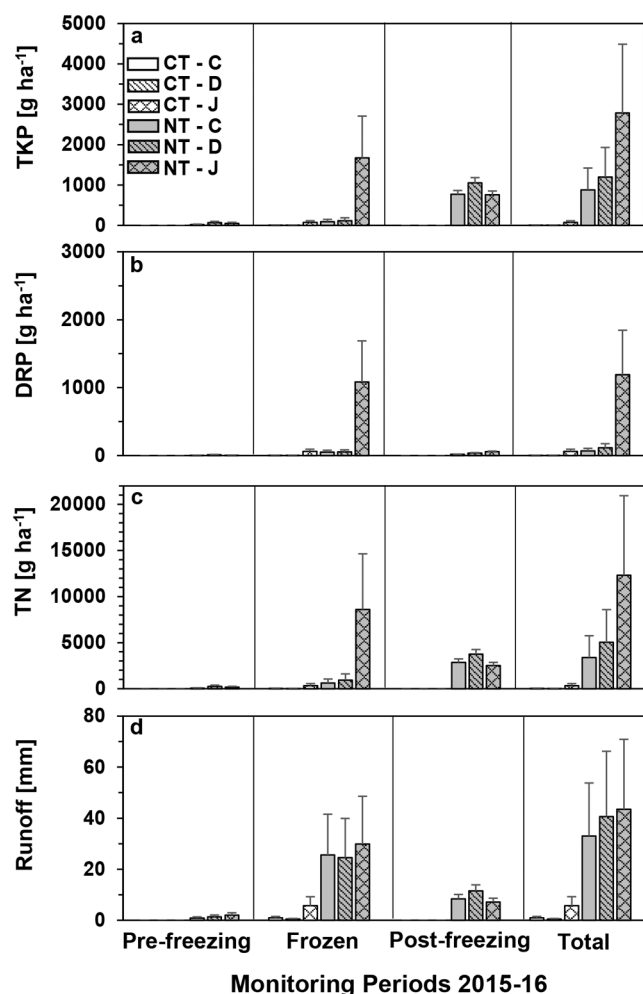 5000
4000
3000
2000
1000
0
TKP [g ha⁻¹]
a
CT - C
CT - D
CT - J
NT - C
NT - D
NT - J
3000
2000
1000
0
DRP [g ha⁻¹]
b
20000
15000
10000
5000
0
TN [g ha⁻¹]
c
80
60
40
20
0
Runoff [mm]
d
Pre-freezing Frozen Post-freezing Total
Monitoring Periods 2015-16